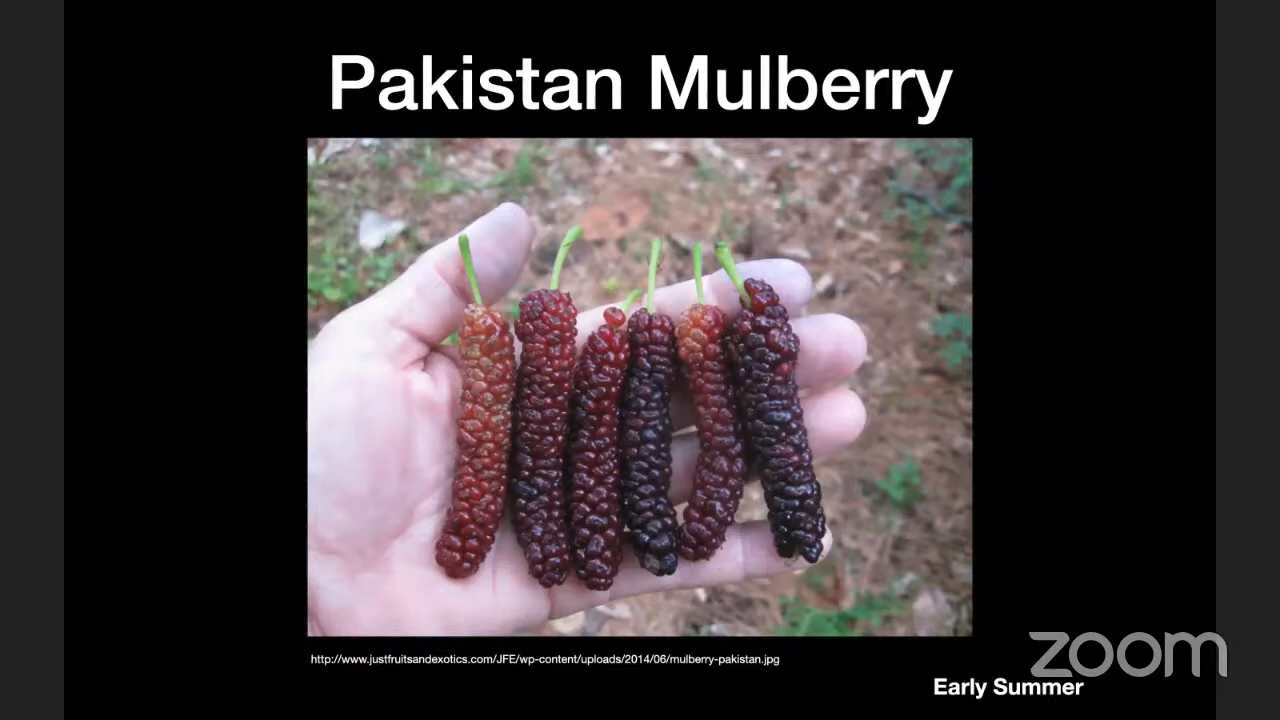 Pakistan Mulberry
http://www.justfruitsandexotics.com/JFE/wp-content/uploads/2014/06/mulberry-pakistan.jpg
zoom
Early Summer